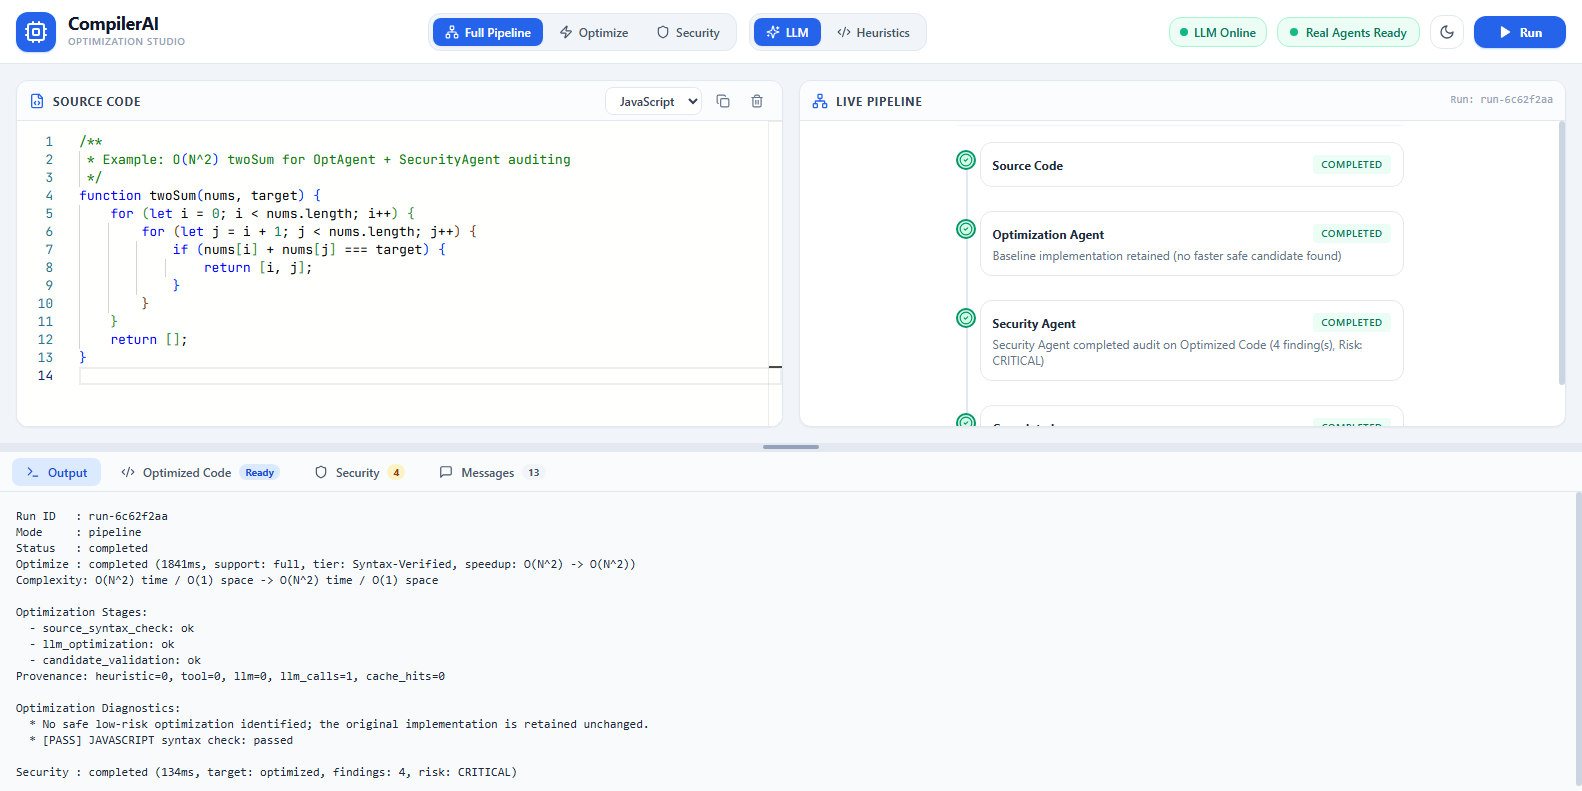 CompilerAI
OPTIMIZATION STUDIO
Full Pipeline
Optimize
Security
LLM
Heuristics
LLM Online
Real Agents Ready
Run
SOURCE CODE
JavaScript
1 /**
2  * Example: O(N^2) twoSum for OptAgent + SecurityAgent auditing
3  */
4 function twoSum(nums, target) {
5     for (let i = 0; i < nums.length; i++) {
6         for (let j = i + 1; j < nums.length; j++) {
7             if (nums[i] + nums[j] === target) {
8                 return [i, j];
9             }
10         }
11     }
12     return [];
13 }
14
LIVE PIPELINE
Run: run-6c62f2aa
Source Code
COMPLETED
Optimization Agent
COMPLETED
Baseline implementation retained (no faster safe candidate found)
Security Agent
COMPLETED
Security Agent completed audit on Optimized Code (4 finding(s), Risk:
CRITICAL)
Output
Optimized Code Ready
Security 4
Messages 13
Run ID   : run-6c62f2aa
Mode     : pipeline
Status   : completed
Optimize : completed (1841ms, support: full, tier: Syntax-Verified, speedup: O(N^2) -> O(N^2))
Complexity: O(N^2) time / O(1) space -> O(N^2) time / O(1) space
Optimization Stages:
  - source_syntax_check: ok
  - llm_optimization: ok
  - candidate_validation: ok
Provenance: heuristic=0, tool=0, llm=0, llm_calls=1, cache_hits=0
Optimization Diagnostics:
  * No safe low-risk optimization identified; the original implementation is retained unchanged.
  * [PASS] JAVASCRIPT syntax check: passed
Security : completed (134ms, target: optimized, findings: 4, risk: CRITICAL)